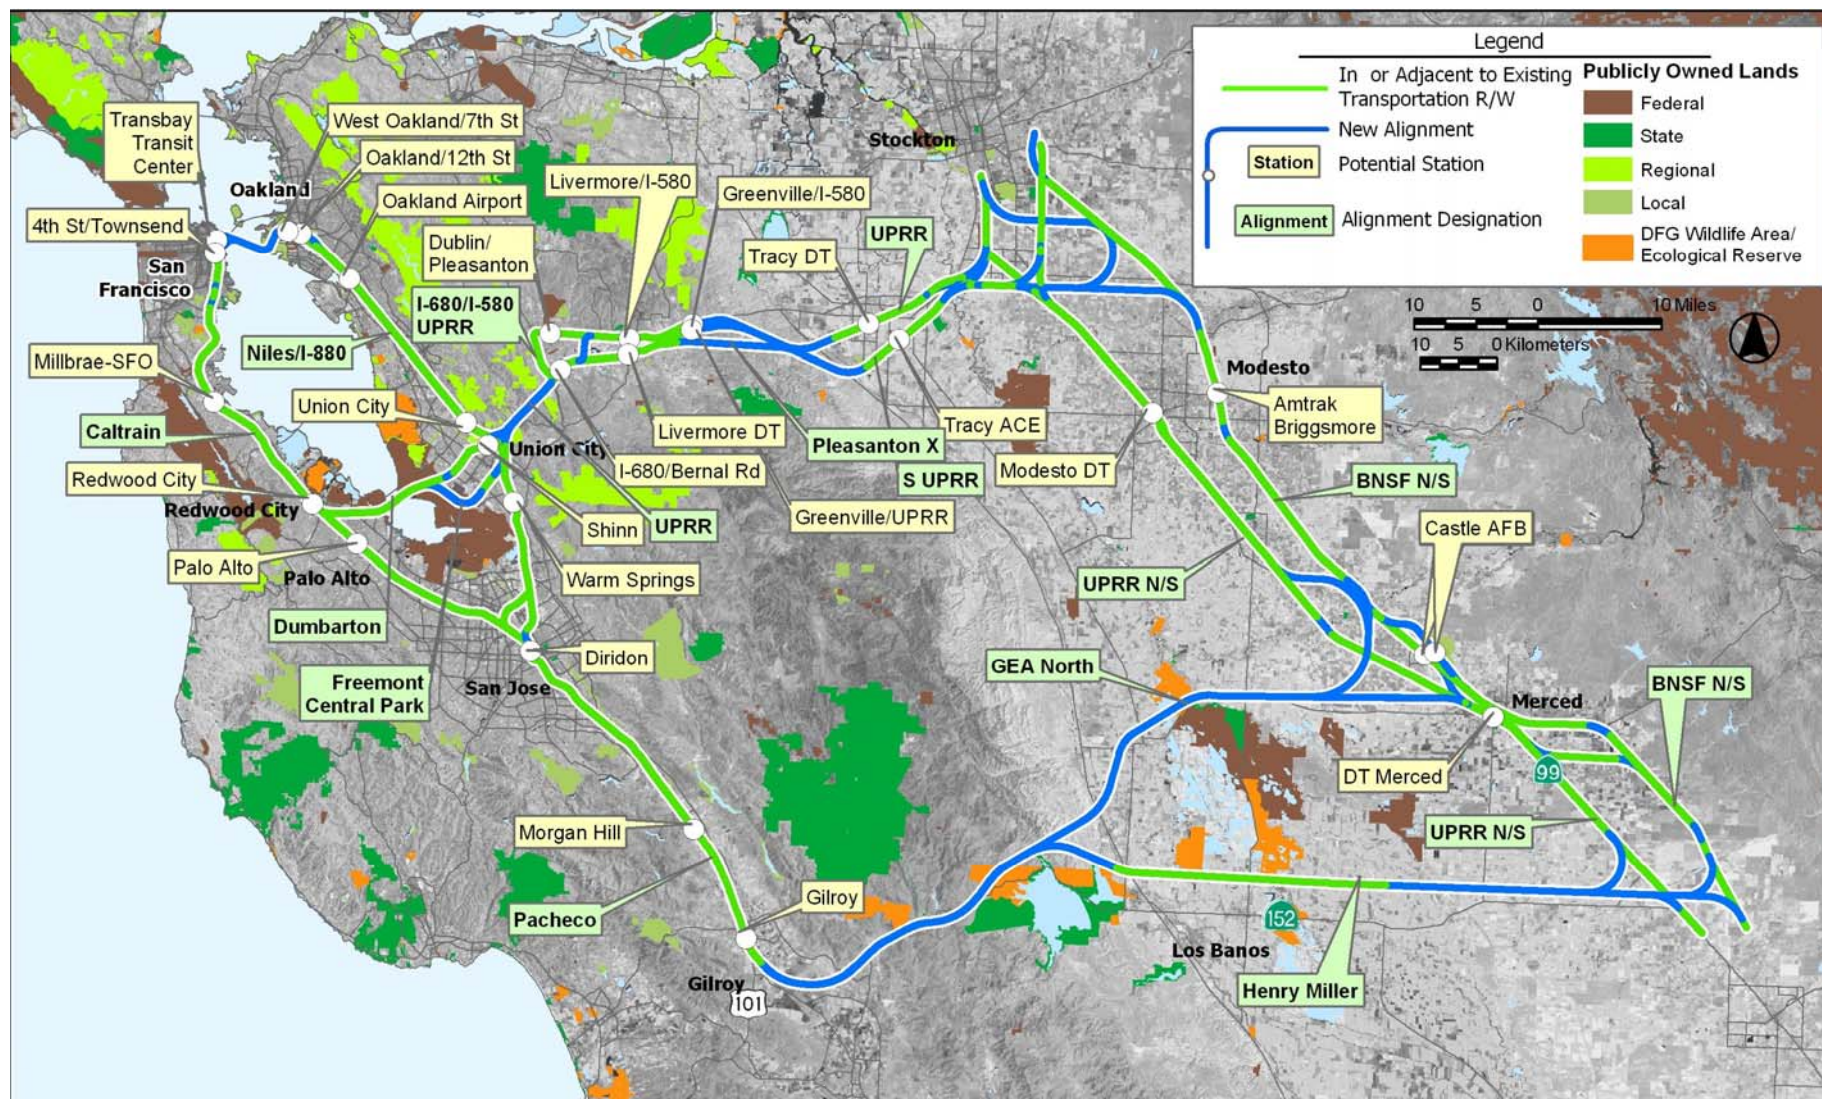 Legend
In or Adjacent to Existing
Transportation R/W
New Alignment
Station
Potential Station
Alignment
Alignment Designation
Publicly Owned Lands
Federal
State
Regional
Local
DFG Wildlife Area/
Ecological Reserve
10 5 0 10 Miles
10 5 0 Kilometers
Transbay
Transit
Center
West Oakland/7th St
Oakland/12th St
Oakland
Oakland Airport
4th St/Townsend
San
Francisco
Livermore/I-580
Greenville/I-580
Stockton
Dublin/
Pleasanton
Tracy DT
UPRR
I-680/I-580
UPRR
Niles/I-880
Millbrae-SFO
Union City
Caltrain
Union City
Livermore DT
Pleasanton X
Tracy ACE
Modesto
Amtrak
Briggsmore
Modesto DT
I-680/Bernal Rd
S UPRR
BNSF N/S
Redwood City
Redwood City
Shinn
UPRR
Greenville/UPRR
Castle AFB
Palo Alto
Palo Alto
Warm Springs
UPRR N/S
Dumbarton
Diridon
GEA North
Freemont
Central Park
San Jose
BNSF N/S
Merced
DT Merced
99
Morgan Hill
UPRR N/S
Gilroy
Pacheco
152
Los Banos
Gilroy
101
Henry Miller